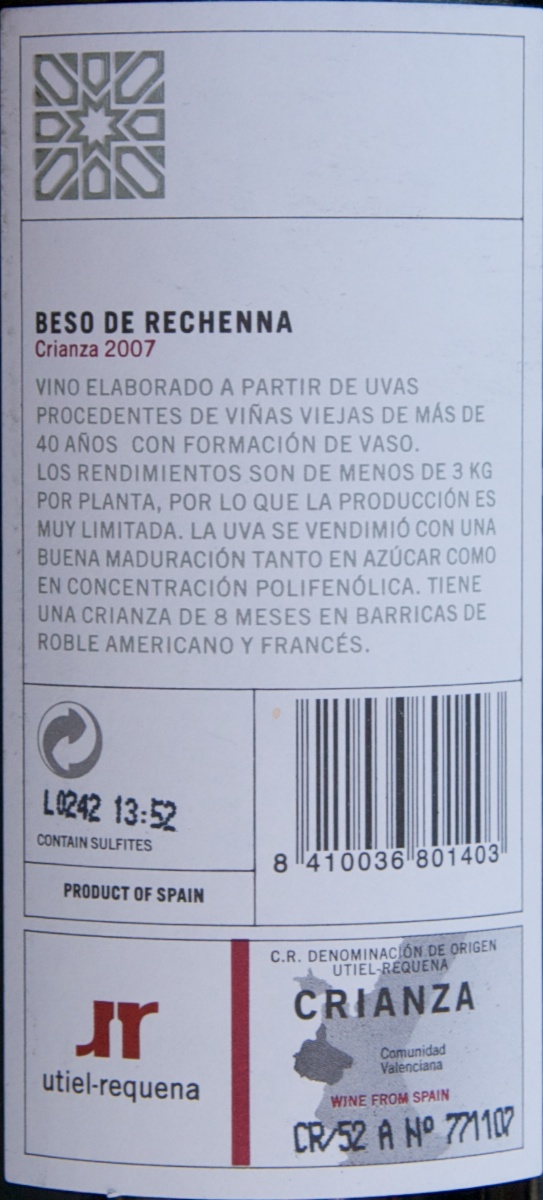 BESO DE RECHENNA
Crianza 2007
VINO ELABORADO A PARTIR DE UVAS
PROCEDENTES DE VIÑAS VIEJAS DE MÁS DE
40 AÑOS CON FORMACIÓN DE VASO.
LOS RENDIMIENTOS SON DE MENOS DE 3 KG
POR PLANTA, POR LO QUE LA PRODUCCIÓN ES
MUY LIMITADA. LA UVA SE VENDIMIÓ CON UNA
BUENA MADURACIÓN TANTO EN AZÚCAR COMO
EN CONCENTRACIÓN POLIFENÓLICA. TIENE
UNA CRIANZA DE 8 MESES EN BARRICAS DE
ROBLE AMERICANO Y FRANCÉS.
L0242 13:52
CONTAIN SULFITES
PRODUCT OF SPAIN
8 410036 801403
utiel-requena
C.R. DENOMINACIÓN DE ORIGEN
UTIEL-REQUENA
CRIANZA
Comunidad
Valenciana
WINE FROM SPAIN
CR/52 A Nº 771107